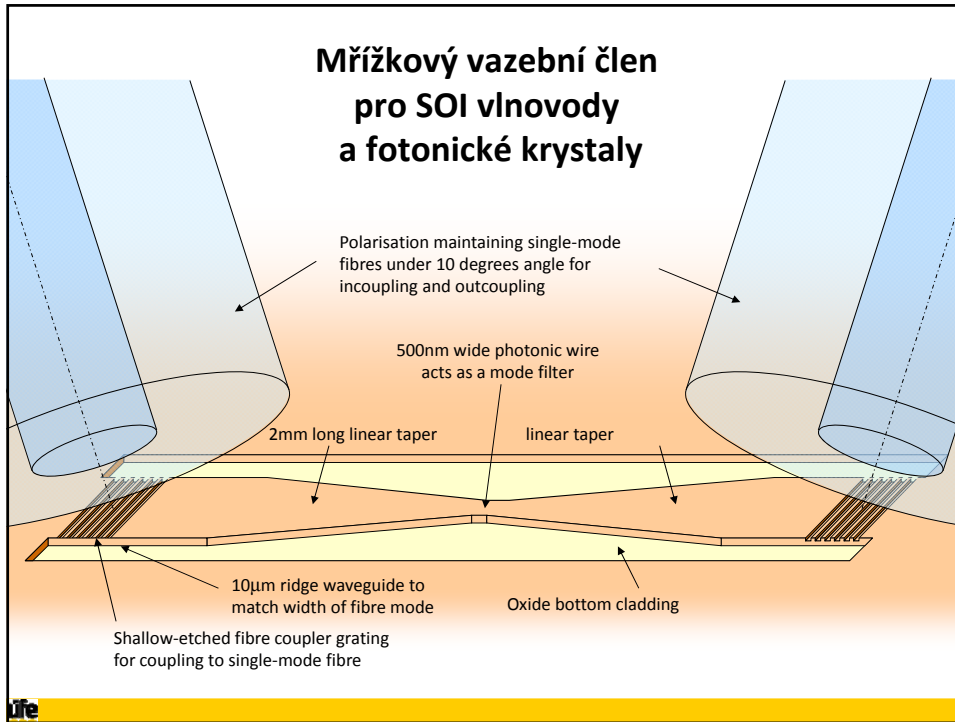 Mřížkový vazební člen
pro SOI vlnovody
a fotonické krystaly
Polarisation maintaining single-mode
fibres under 10 degrees angle for
incoupling and outcoupling
500nm wide photonic wire
acts as a mode filter
2mm long linear taper
linear taper
10μm ridge waveguide to
match width of fibre mode
Oxide bottom cladding
Shallow-etched fibre coupler grating
for coupling to single-mode fibre